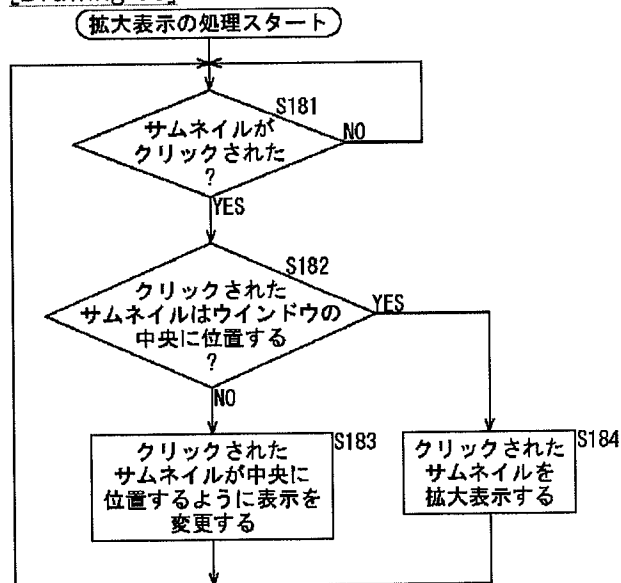 拡大表示の処理スタート
S181
サムネイルが
クリックされた
?
NO
YES
S182
クリックされた
サムネイルはウインドウの
中央に位置する
?
YES
NO
S183
クリックされた
サムネイルが中央に
位置するように表示を
変更する
S184
クリックされた
サムネイルを
拡大表示する